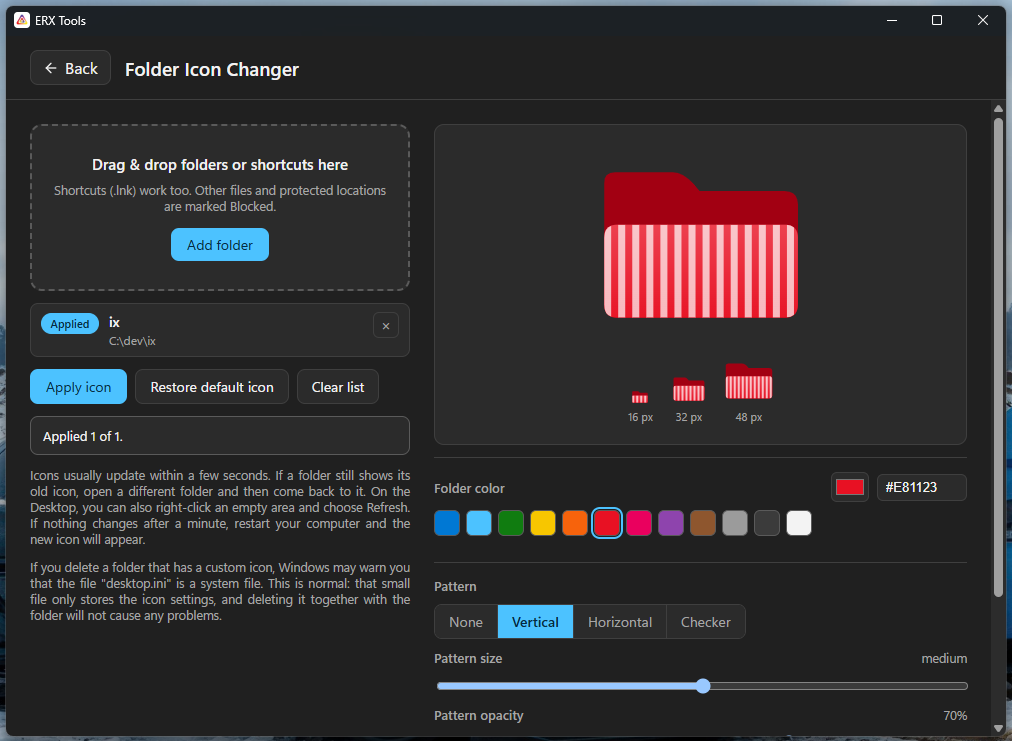 ERX Tools
Back
Folder Icon Changer
Drag & drop folders or shortcuts here
Shortcuts (.lnk) work too. Other files and protected locations
are marked Blocked.
Add folder
Applied
ix
C:\dev\ix
Apply icon
Restore default icon
Clear list
Applied 1 of 1.
Icons usually update within a few seconds. If a folder still shows its
old icon, open a different folder and then come back to it. On the
Desktop, you can also right-click an empty area and choose Refresh.
If nothing changes after a minute, restart your computer and the
new icon will appear.
If you delete a folder that has a custom icon, Windows may warn you
that the file "desktop.ini" is a system file. This is normal: that small
file only stores the icon settings, and deleting it together with the
folder will not cause any problems.
16 px
32 px
48 px
Folder color
#E81123
Pattern
None
Vertical
Horizontal
Checker
Pattern size
medium
Pattern opacity
70%